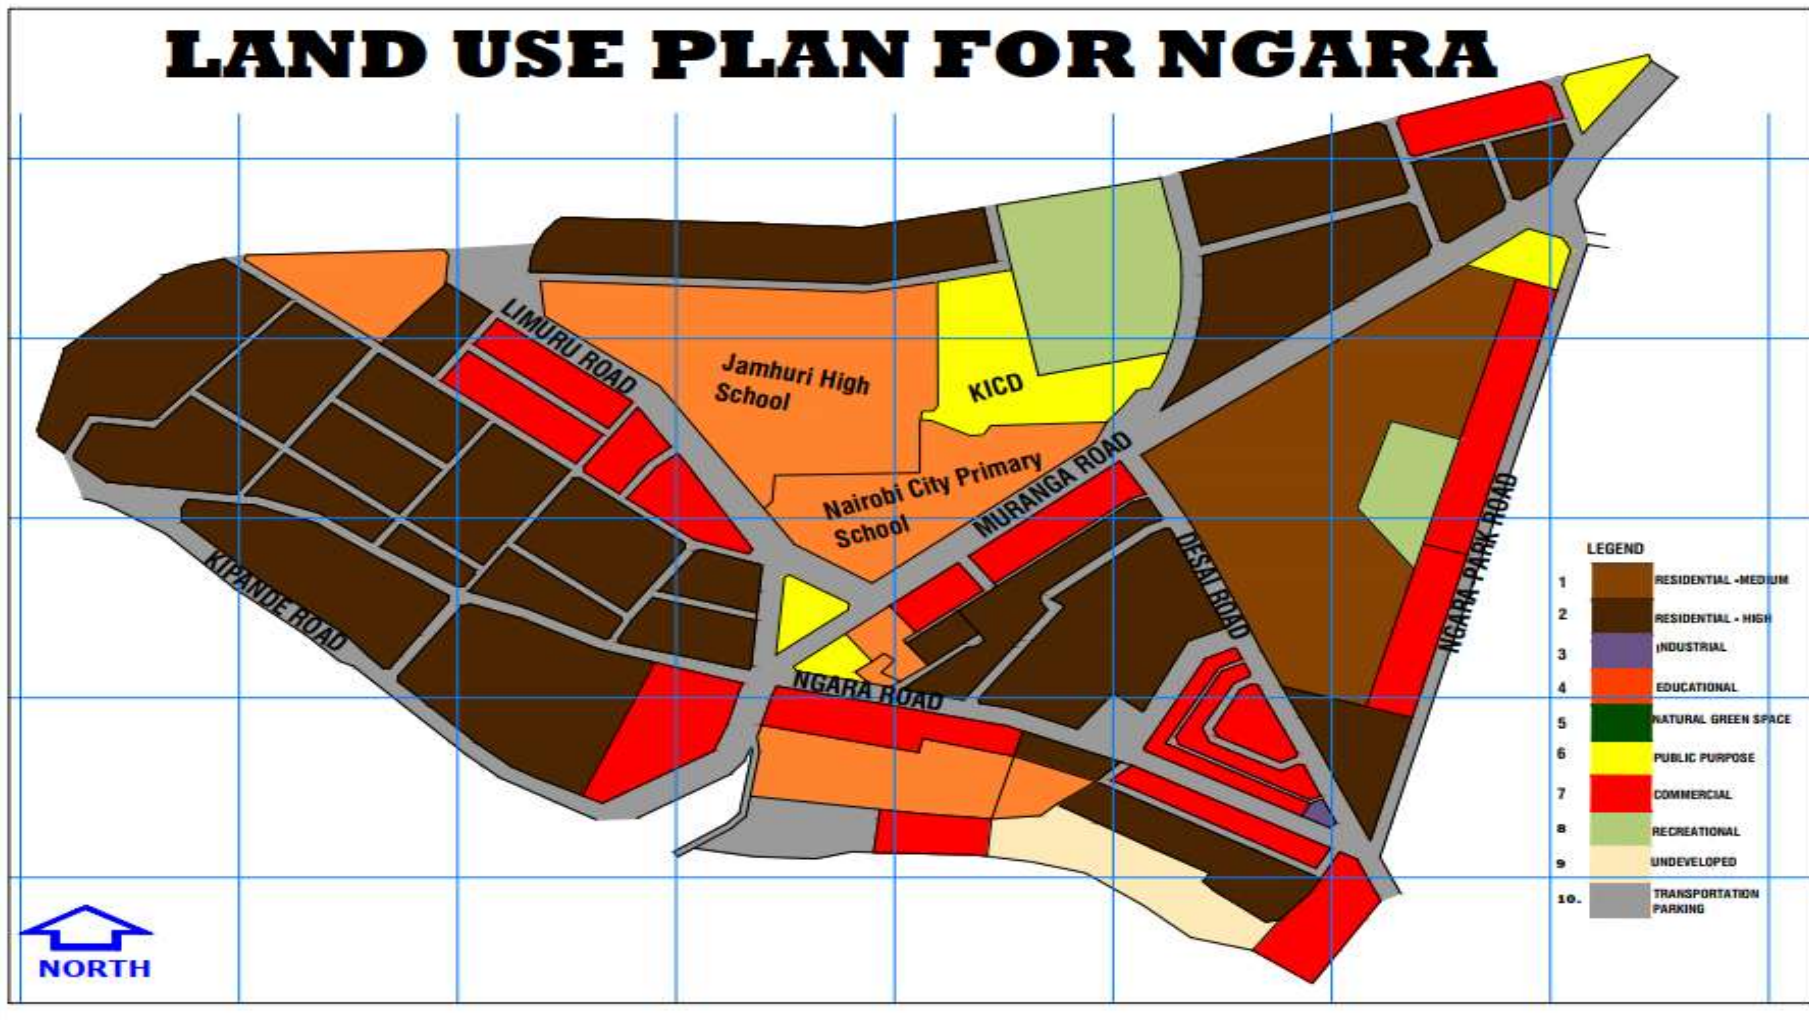 LAND USE PLAN FOR NGARA
LIMURU ROAD
Jamhuri High
School
KICD
Nairobi City Primary
School
MURANGA ROAD
KIPANDE ROAD
DESAI ROAD
NGARA PARK ROAD
NGARA ROAD
LEGEND
1 RESIDENTIAL -MEDIUM
2 RESIDENTIAL - HIGH
3 INDUSTRIAL
4 EDUCATIONAL
5 NATURAL GREEN SPACE
6 PUBLIC PURPOSE
7 COMMERCIAL
8 RECREATIONAL
9 UNDEVELOPED
10. TRANSPORTATION
PARKING
NORTH